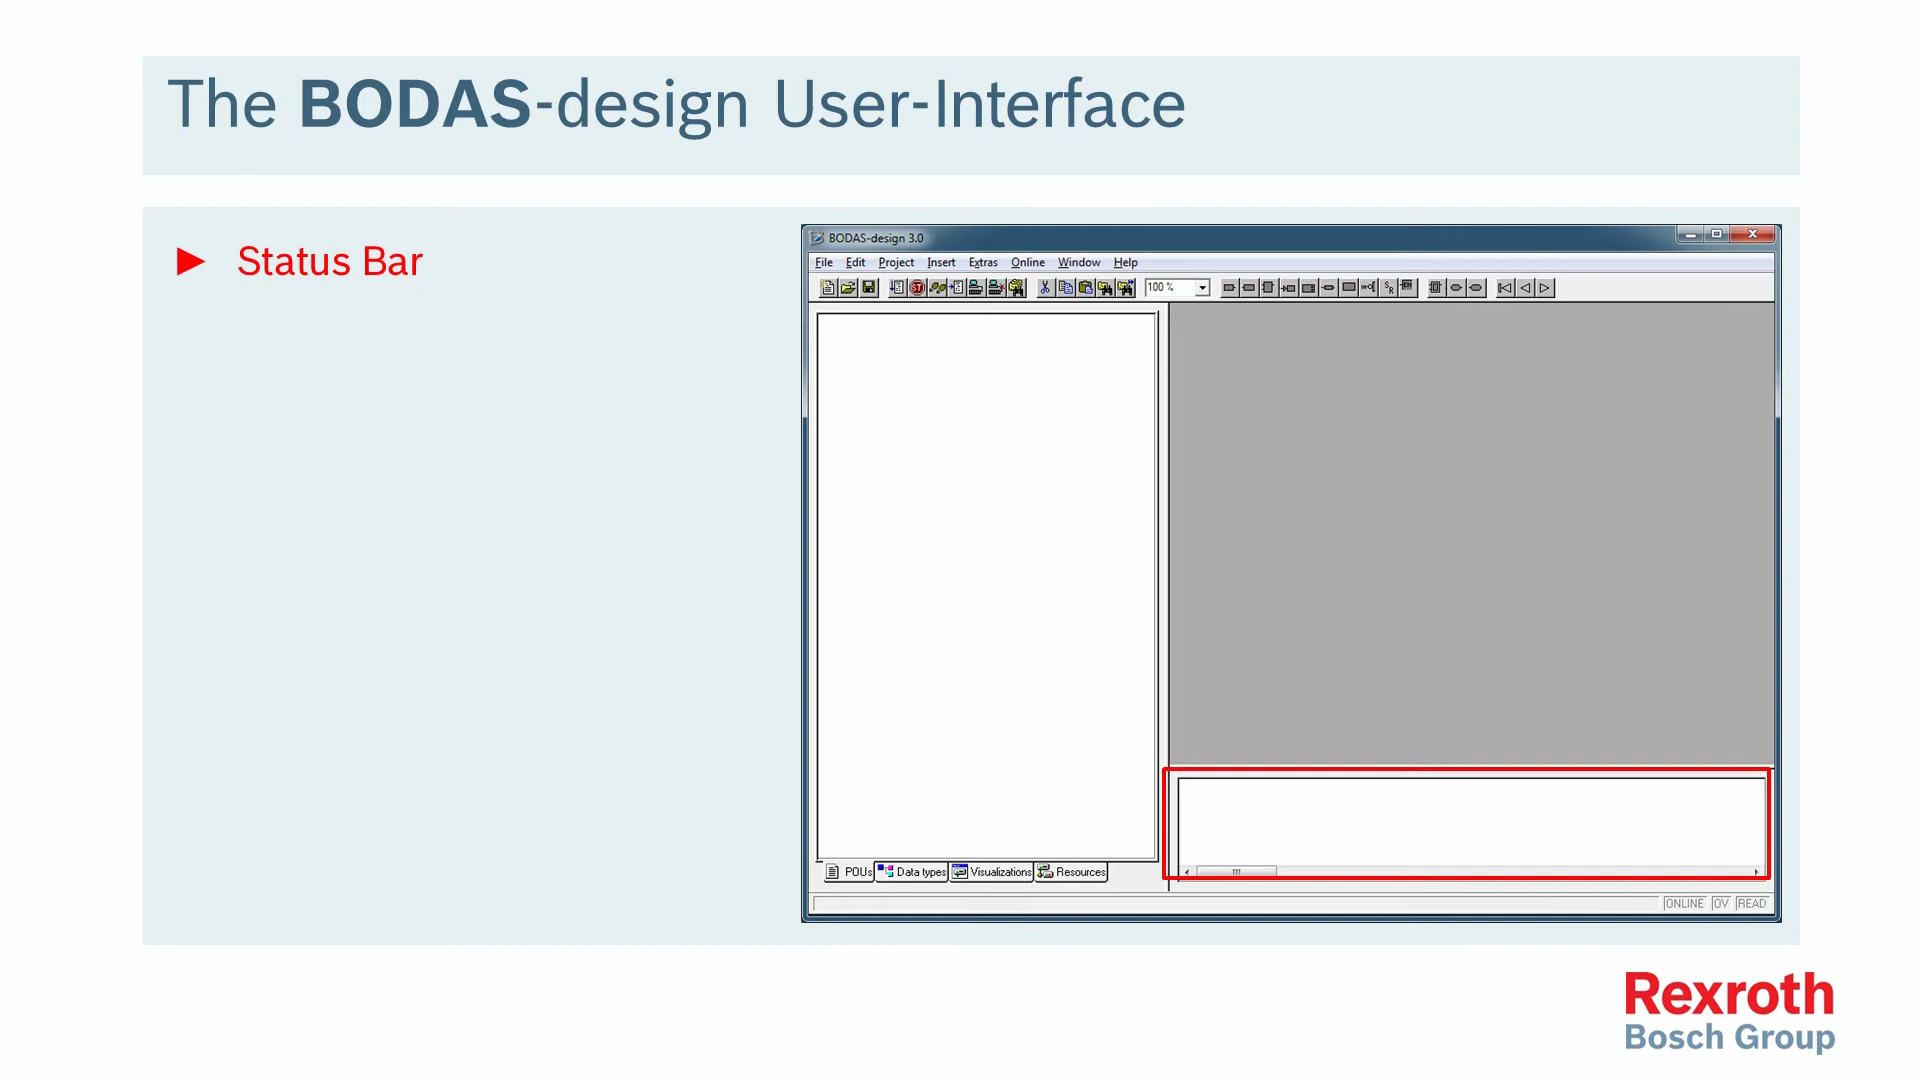 The BODAS-design User-Interface
► Status Bar
BODAS-design 3.0
File Edit Project Insert Extras Online Window Help
100 %
POUs Data types Visualizations Resources
ONLINE OV READ
Rexroth
Bosch Group